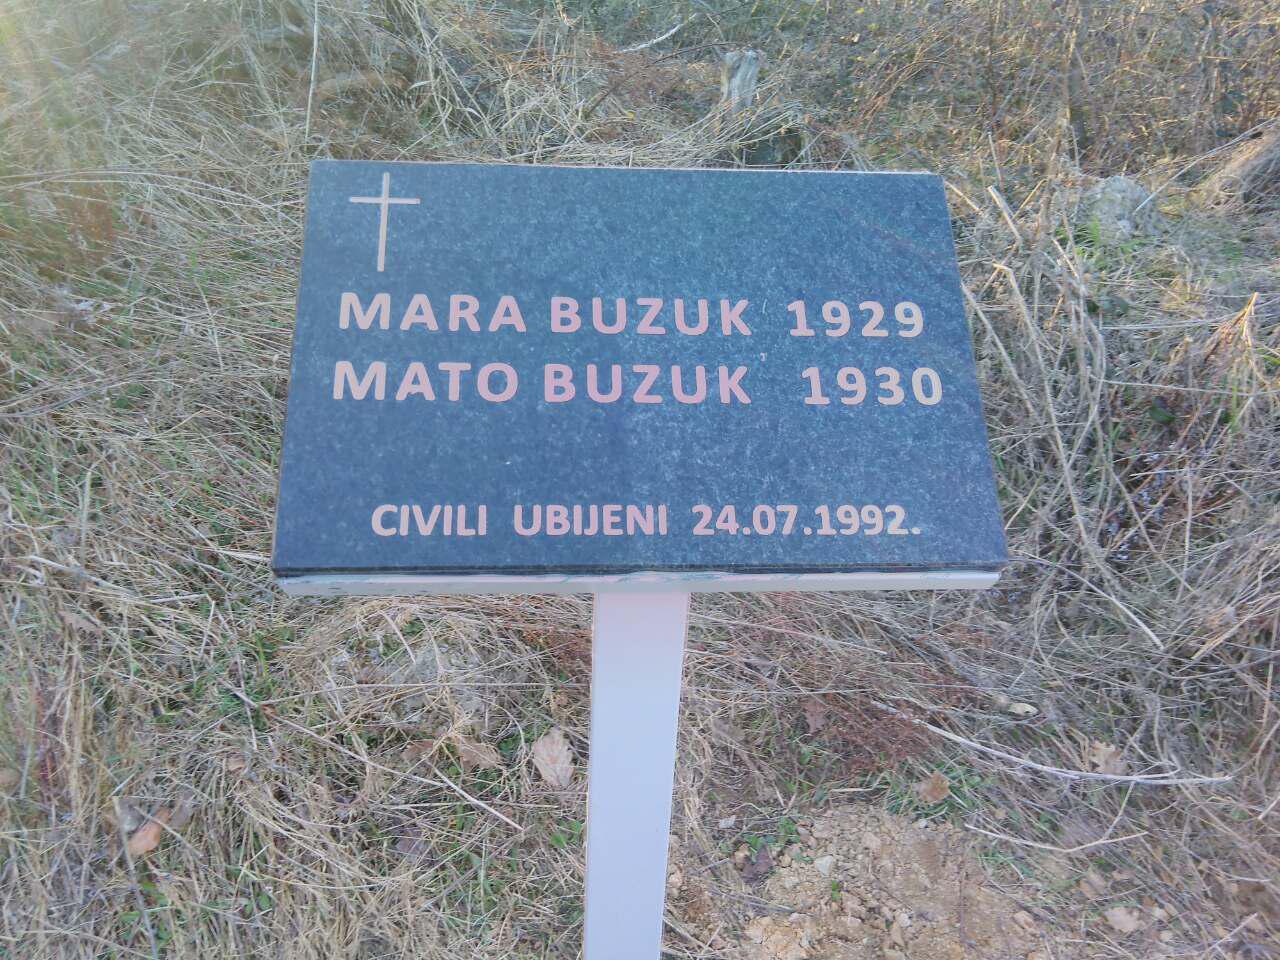 MARA BUZUK 1929
MATO BUZUK 1930
CIVILI UBIJENI 24.07.1992.